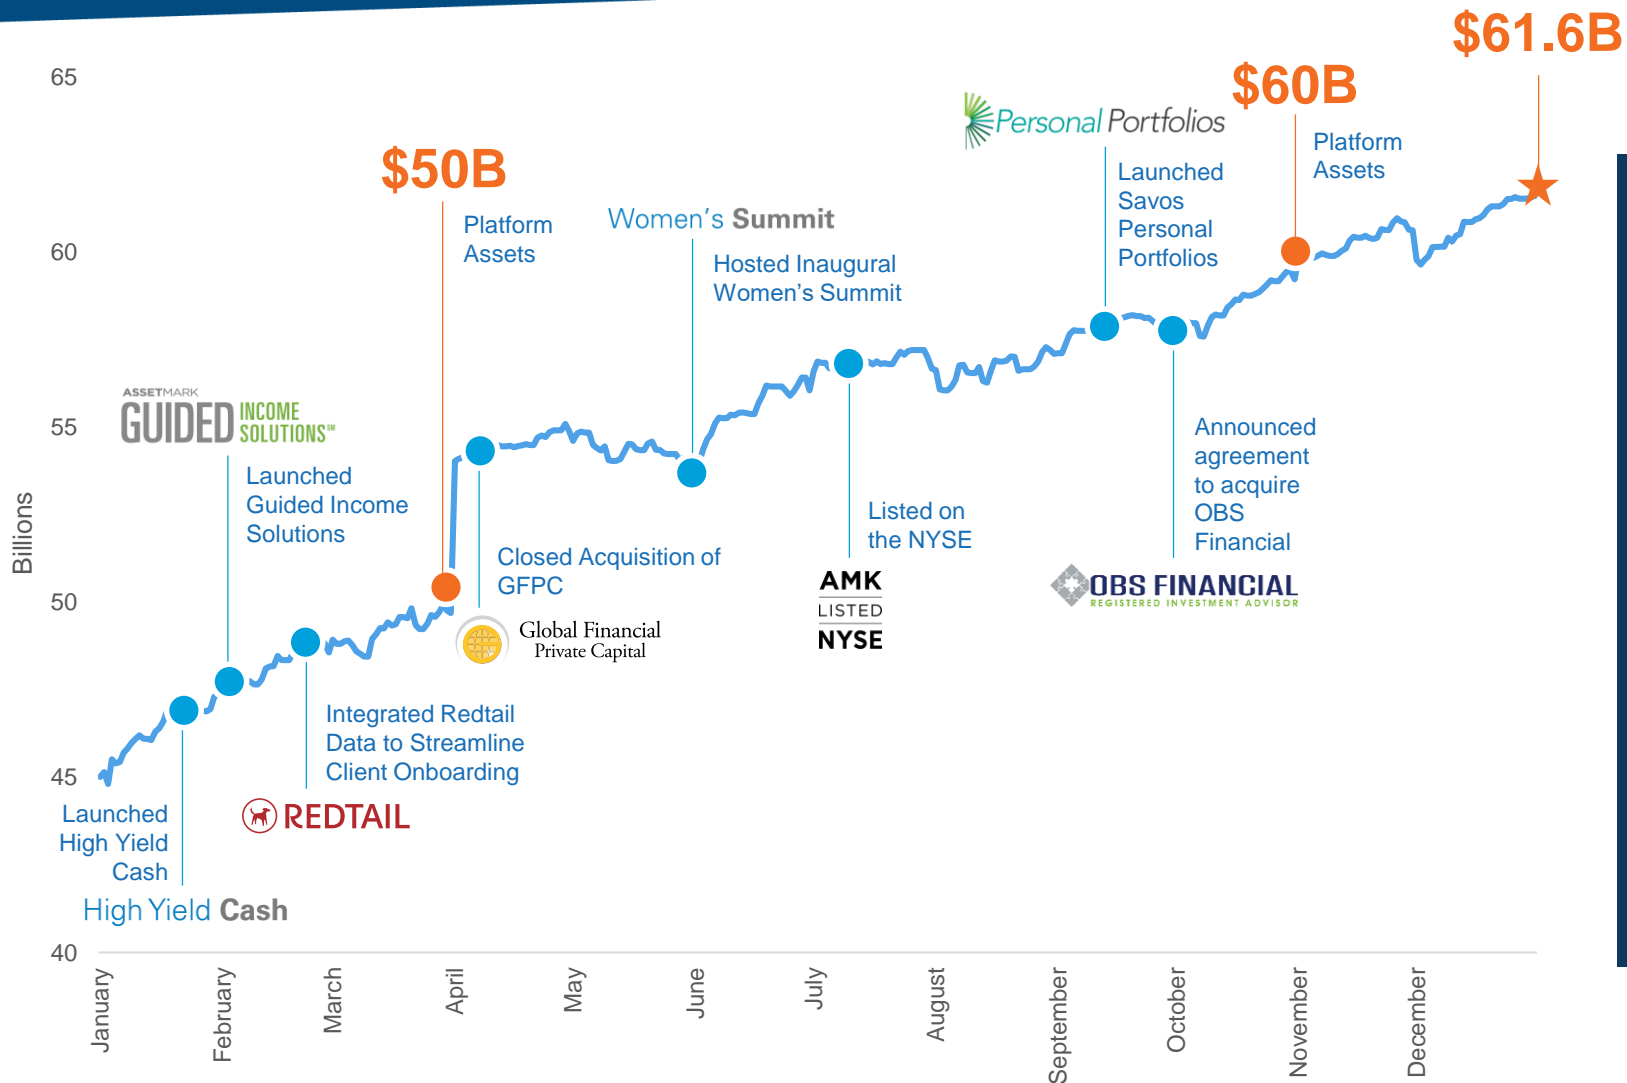 $61.6B
65
$60B
Personal Portfolios
Platform
Assets
$50B
Launched
Savos
Personal
Portfolios
Women's Summit
Platform
Assets
60
Hosted Inaugural
Women's Summit
ASSETMARK
GUIDED INCOME
SOLUTIONS℠
55
Launched
Guided Income
Solutions
Announced
agreement
to acquire
OBS
Financial
Listed on
the NYSE
Billions
Closed Acquisition of
GFPC
AMK
LISTED
NYSE
OBS FINANCIAL
REGISTERED INVESTMENT ADVISOR
50
Global Financial
Private Capital
Integrated Redtail
Data to Streamline
Client Onboarding
45
REDTAIL
Launched
High Yield
Cash
High Yield Cash
40
January
February
March
April
May
June
July
August
September
October
November
December